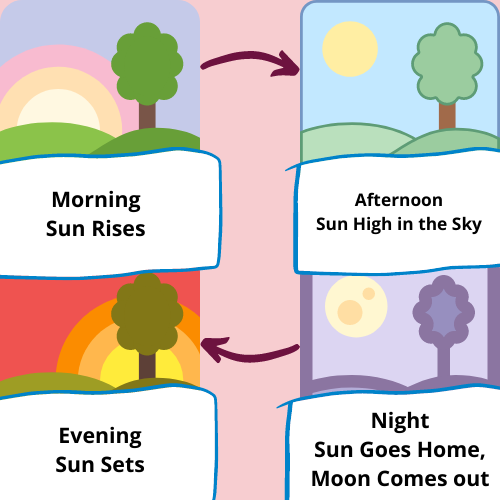 Morning
Sun Rises
Afternoon
Sun High in the Sky
Evening
Sun Sets
Night
Sun Goes Home,
Moon Comes out